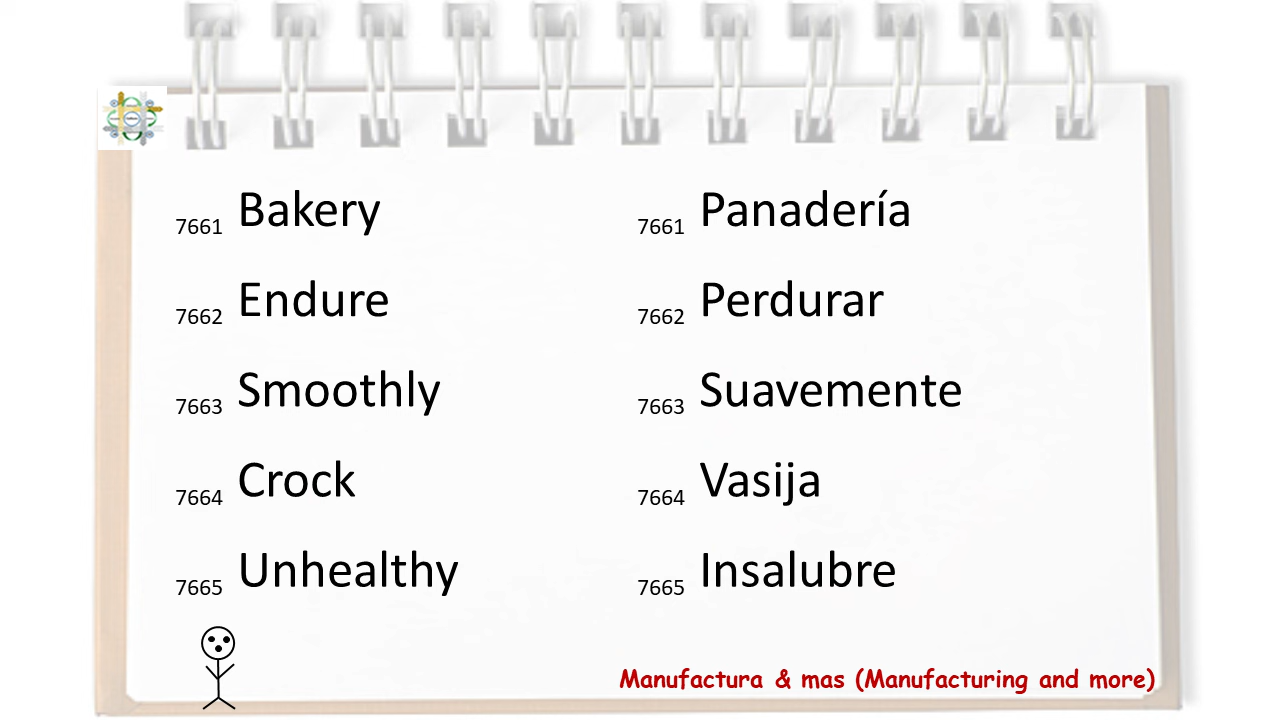 7661 Bakery 7661 Panadería
7662 Endure 7662 Perdurar
7663 Smoothly 7663 Suavemente
7664 Crock 7664 Vasija
7665 Unhealthy 7665 Insalubre
Manufactura & mas (Manufacturing and more)